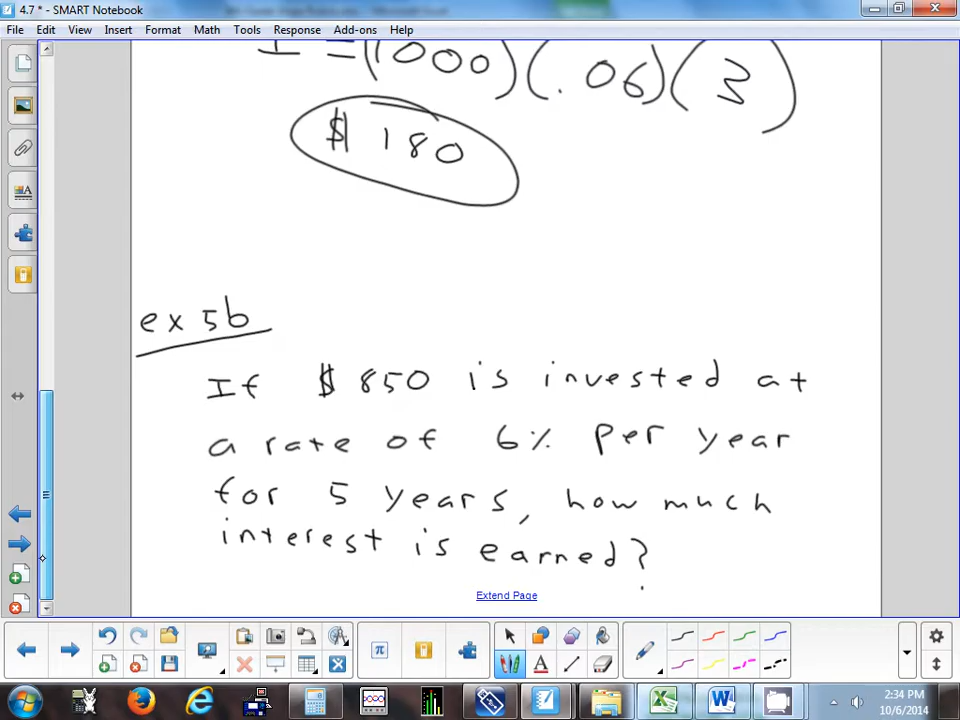 4.7 * - SMART Notebook
File Edit View Insert Format Math Tools Response Add-ons Help
I = (1000)(.06)(3)
$ 180
ex 5b
If $ 850 is invested at
a rate of 6% per year
for 5 years, how much
interest is earned?
Extend Page
2:34 PM
10/6/2014